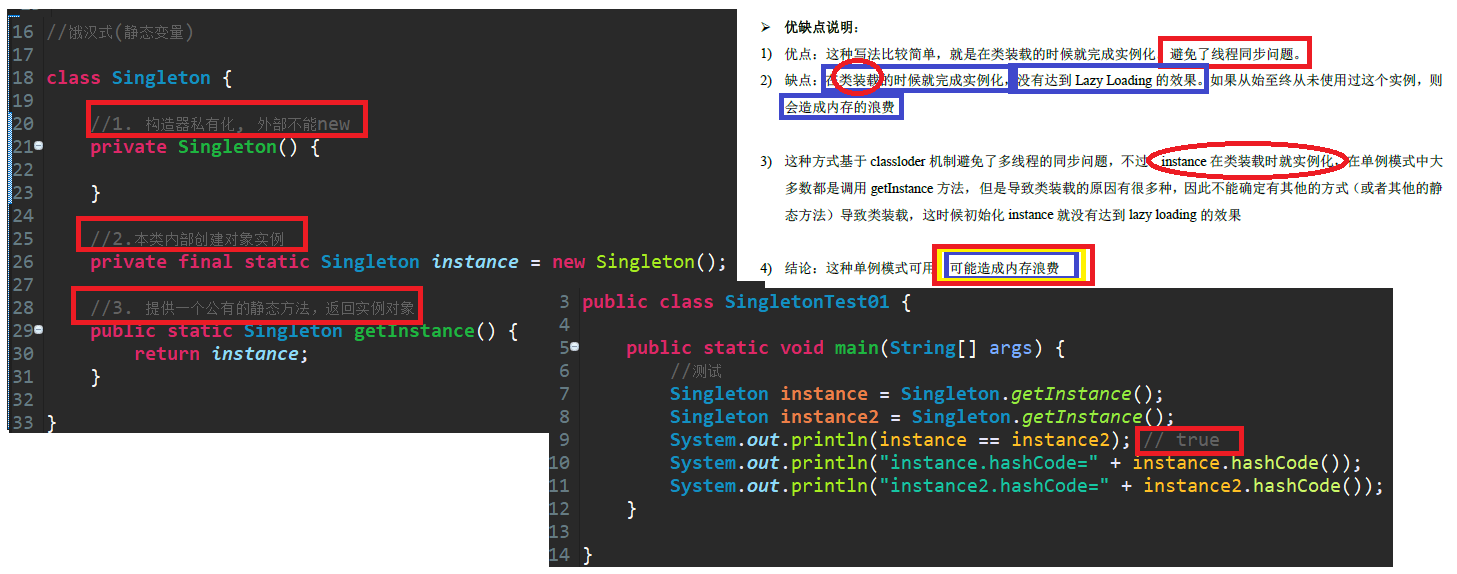 16 //饿汉式(静态变量)
17
18 class Singleton {
19
20 //1. 构造器私有化, 外部不能new
21 private Singleton() {
22
23 }
24
25 //2.本类内部创建对象实例
26 private final static Singleton instance = new Singleton();
27
28 //3. 提供一个公有的静态方法，返回实例对象
29 public static Singleton getInstance() {
30 return instance;
31 }
32
33 }
➢ 优缺点说明：
1) 优点：这种写法比较简单，就是在类装载的时候就完成实例化 避免了线程同步问题。
2) 缺点：在类装载的时候就完成实例化，没有达到 Lazy Loading 的效果。如果从始至终从未使用过这个实例，则
会造成内存的浪费
3) 这种方式基于 classloder 机制避免了多线程的同步问题，不过 instance 在类装载时就实例化，在单例模式中大
多数都是调用 getInstance 方法，但是导致类装载的原因有很多种，因此不能确定有其他的方式（或者其他的静
态方法）导致类装载，这时候初始化 instance 就没有达到 lazy loading 的效果
4) 结论：这种单例模式可用 可能造成内存浪费
3 public class SingletonTest01 {
4
5 public static void main(String[] args) {
6 //测试
7 Singleton instance = Singleton.getInstance();
8 Singleton instance2 = Singleton.getInstance();
9 System.out.println(instance == instance2); // true
10 System.out.println("instance.hashCode=" + instance.hashCode());
11 System.out.println("instance2.hashCode=" + instance2.hashCode());
12 }
13
14 }